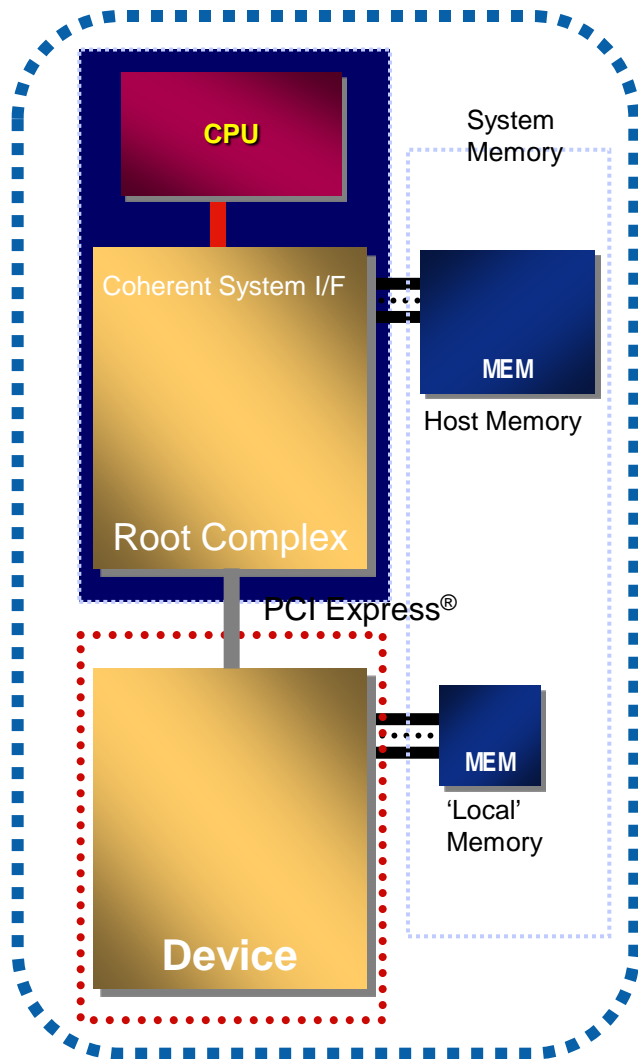 CPU
System
Memory
Coherent System I/F
MEM
Host Memory
Root Complex
PCI Express®
MEM
‘Local’
Memory
Device